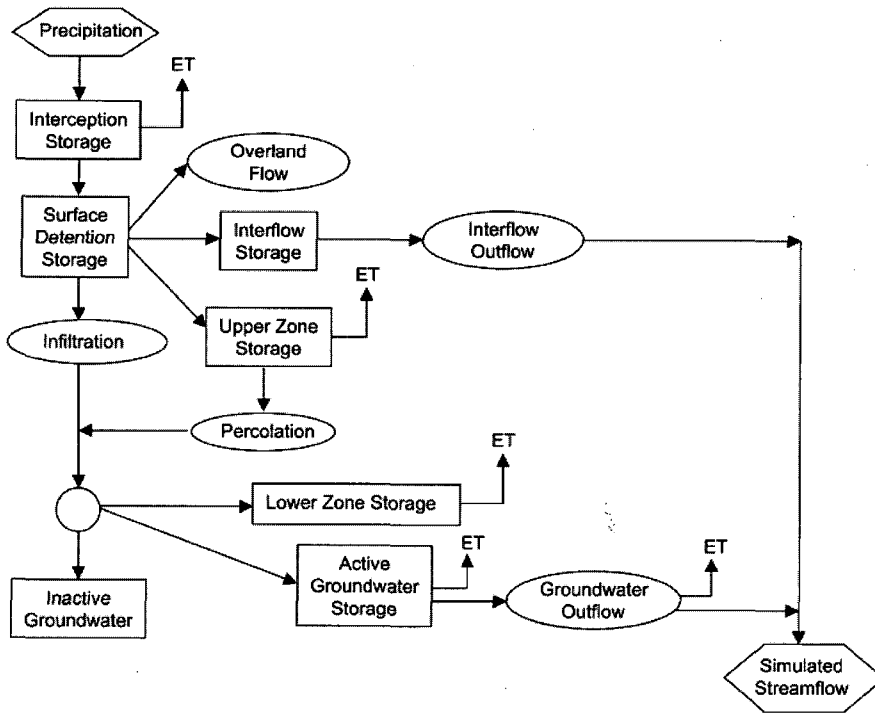 Precipitation
ET
Interception
Storage
Overland
Flow
Surface
Detention
Storage
Interflow
Storage
Interflow
Outflow
ET
Infiltration
Upper Zone
Storage
Percolation
ET
Lower Zone Storage
ET
ET
Active
Groundwater
Storage
Groundwater
Outflow
Inactive
Groundwater
Simulated
Streamflow